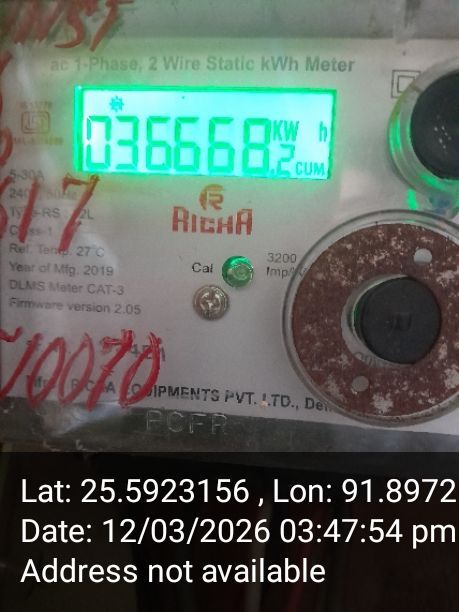 ac 1-Phase, 2 Wire Static kWh Meter
036668.2 KW h CUM
5-30A
RICHA
Class-1
Ref. Temp. 27°C
Year of Mfg. 2019
DLMS Meter CAT-3
Firmware version 2.05
Cal
3200
10070
EQUIPMENTS PVT. LTD.,
Lat: 25.5923156 , Lon: 91.8972
Date: 12/03/2026 03:47:54 pm
Address not available